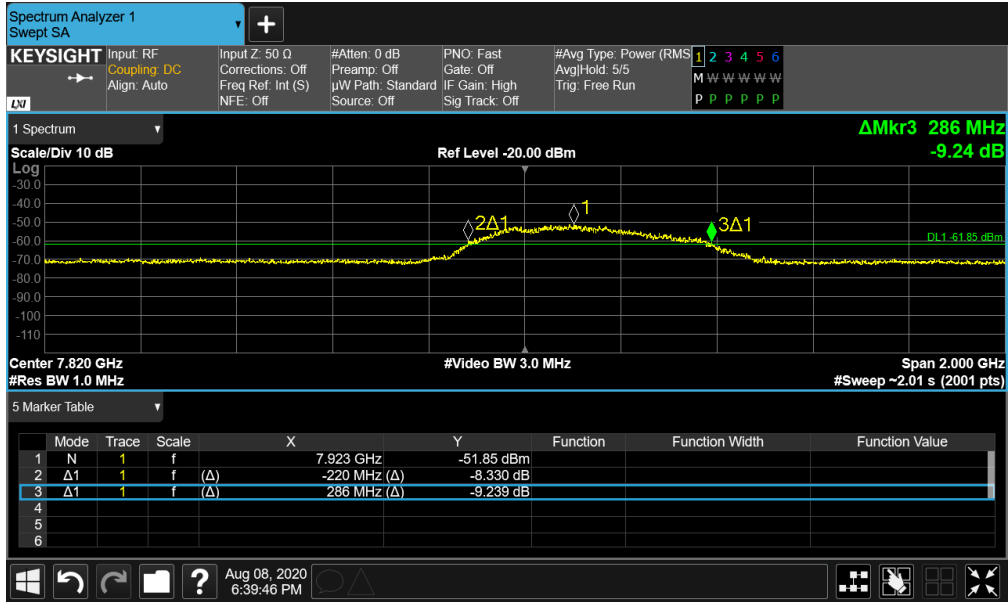 Spectrum Analyzer 1
Swept SA
+
KEYSIGHT Input: RF Input Z: 50 Ω #Atten: 0 dB PNO: Fast #Avg Type: Power (RMS 1 2 3 4 5 6
Coupling: DC Corrections: Off Preamp: Off Gate: Off Avg|Hold: 5/5 M W W W W W
Align: Auto Freq Ref: Int (S) µW Path: Standard IF Gain: High Trig: Free Run P P P P P P
LXI NFE: Off Source: Off Sig Track: Off
1 Spectrum ΔMkr3 286 MHz
Scale/Div 10 dB Ref Level -20.00 dBm -9.24 dB
Log
-30.0
-40.0
1
-50.0
2Δ1 3Δ1
-60.0
DL1 -61.85 dBm
-70.0
-80.0
-90.0
-100
-110
Center 7.820 GHz #Video BW 3.0 MHz Span 2.000 GHz
#Res BW 1.0 MHz #Sweep ~2.01 s (2001 pts)
5 Marker Table
Mode Trace Scale X Y Function Function Width Function Value
1 N 1 f 7.923 GHz -51.85 dBm
2 Δ1 1 f (Δ) -220 MHz (Δ) -8.330 dB
3 Δ1 1 f (Δ) 286 MHz (Δ) -9.239 dB
4
5
6
? Aug 08, 2020
6:39:46 PM